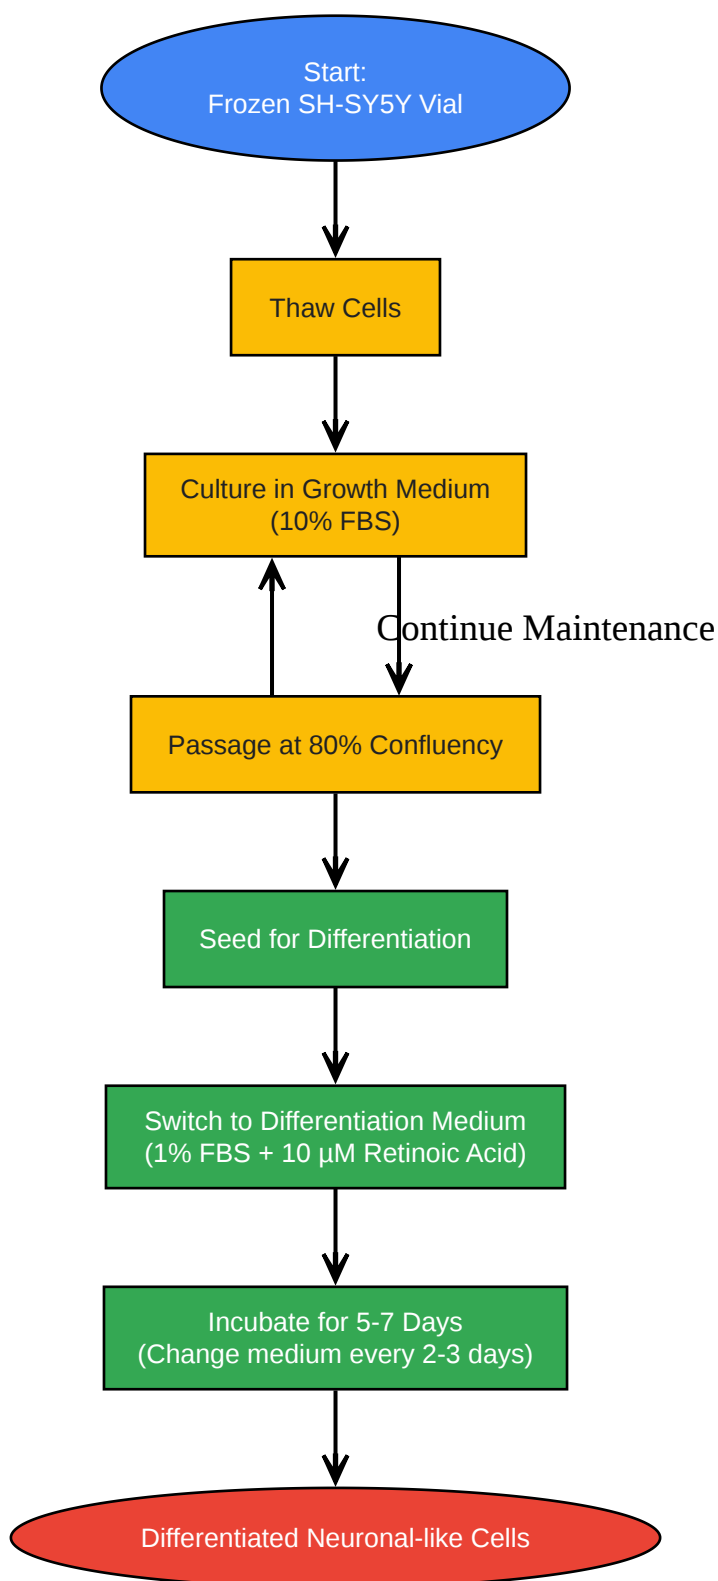 Start:
Frozen SH-SY5Y Vial
Thaw Cells
Culture in Growth Medium
(10% FBS)
Continue Maintenance
Passage at 80% Confluency
Seed for Differentiation
Switch to Differentiation Medium
(1% FBS + 10 µM Retinoic Acid)
Incubate for 5-7 Days
(Change medium every 2-3 days)
Differentiated Neuronal-like Cells